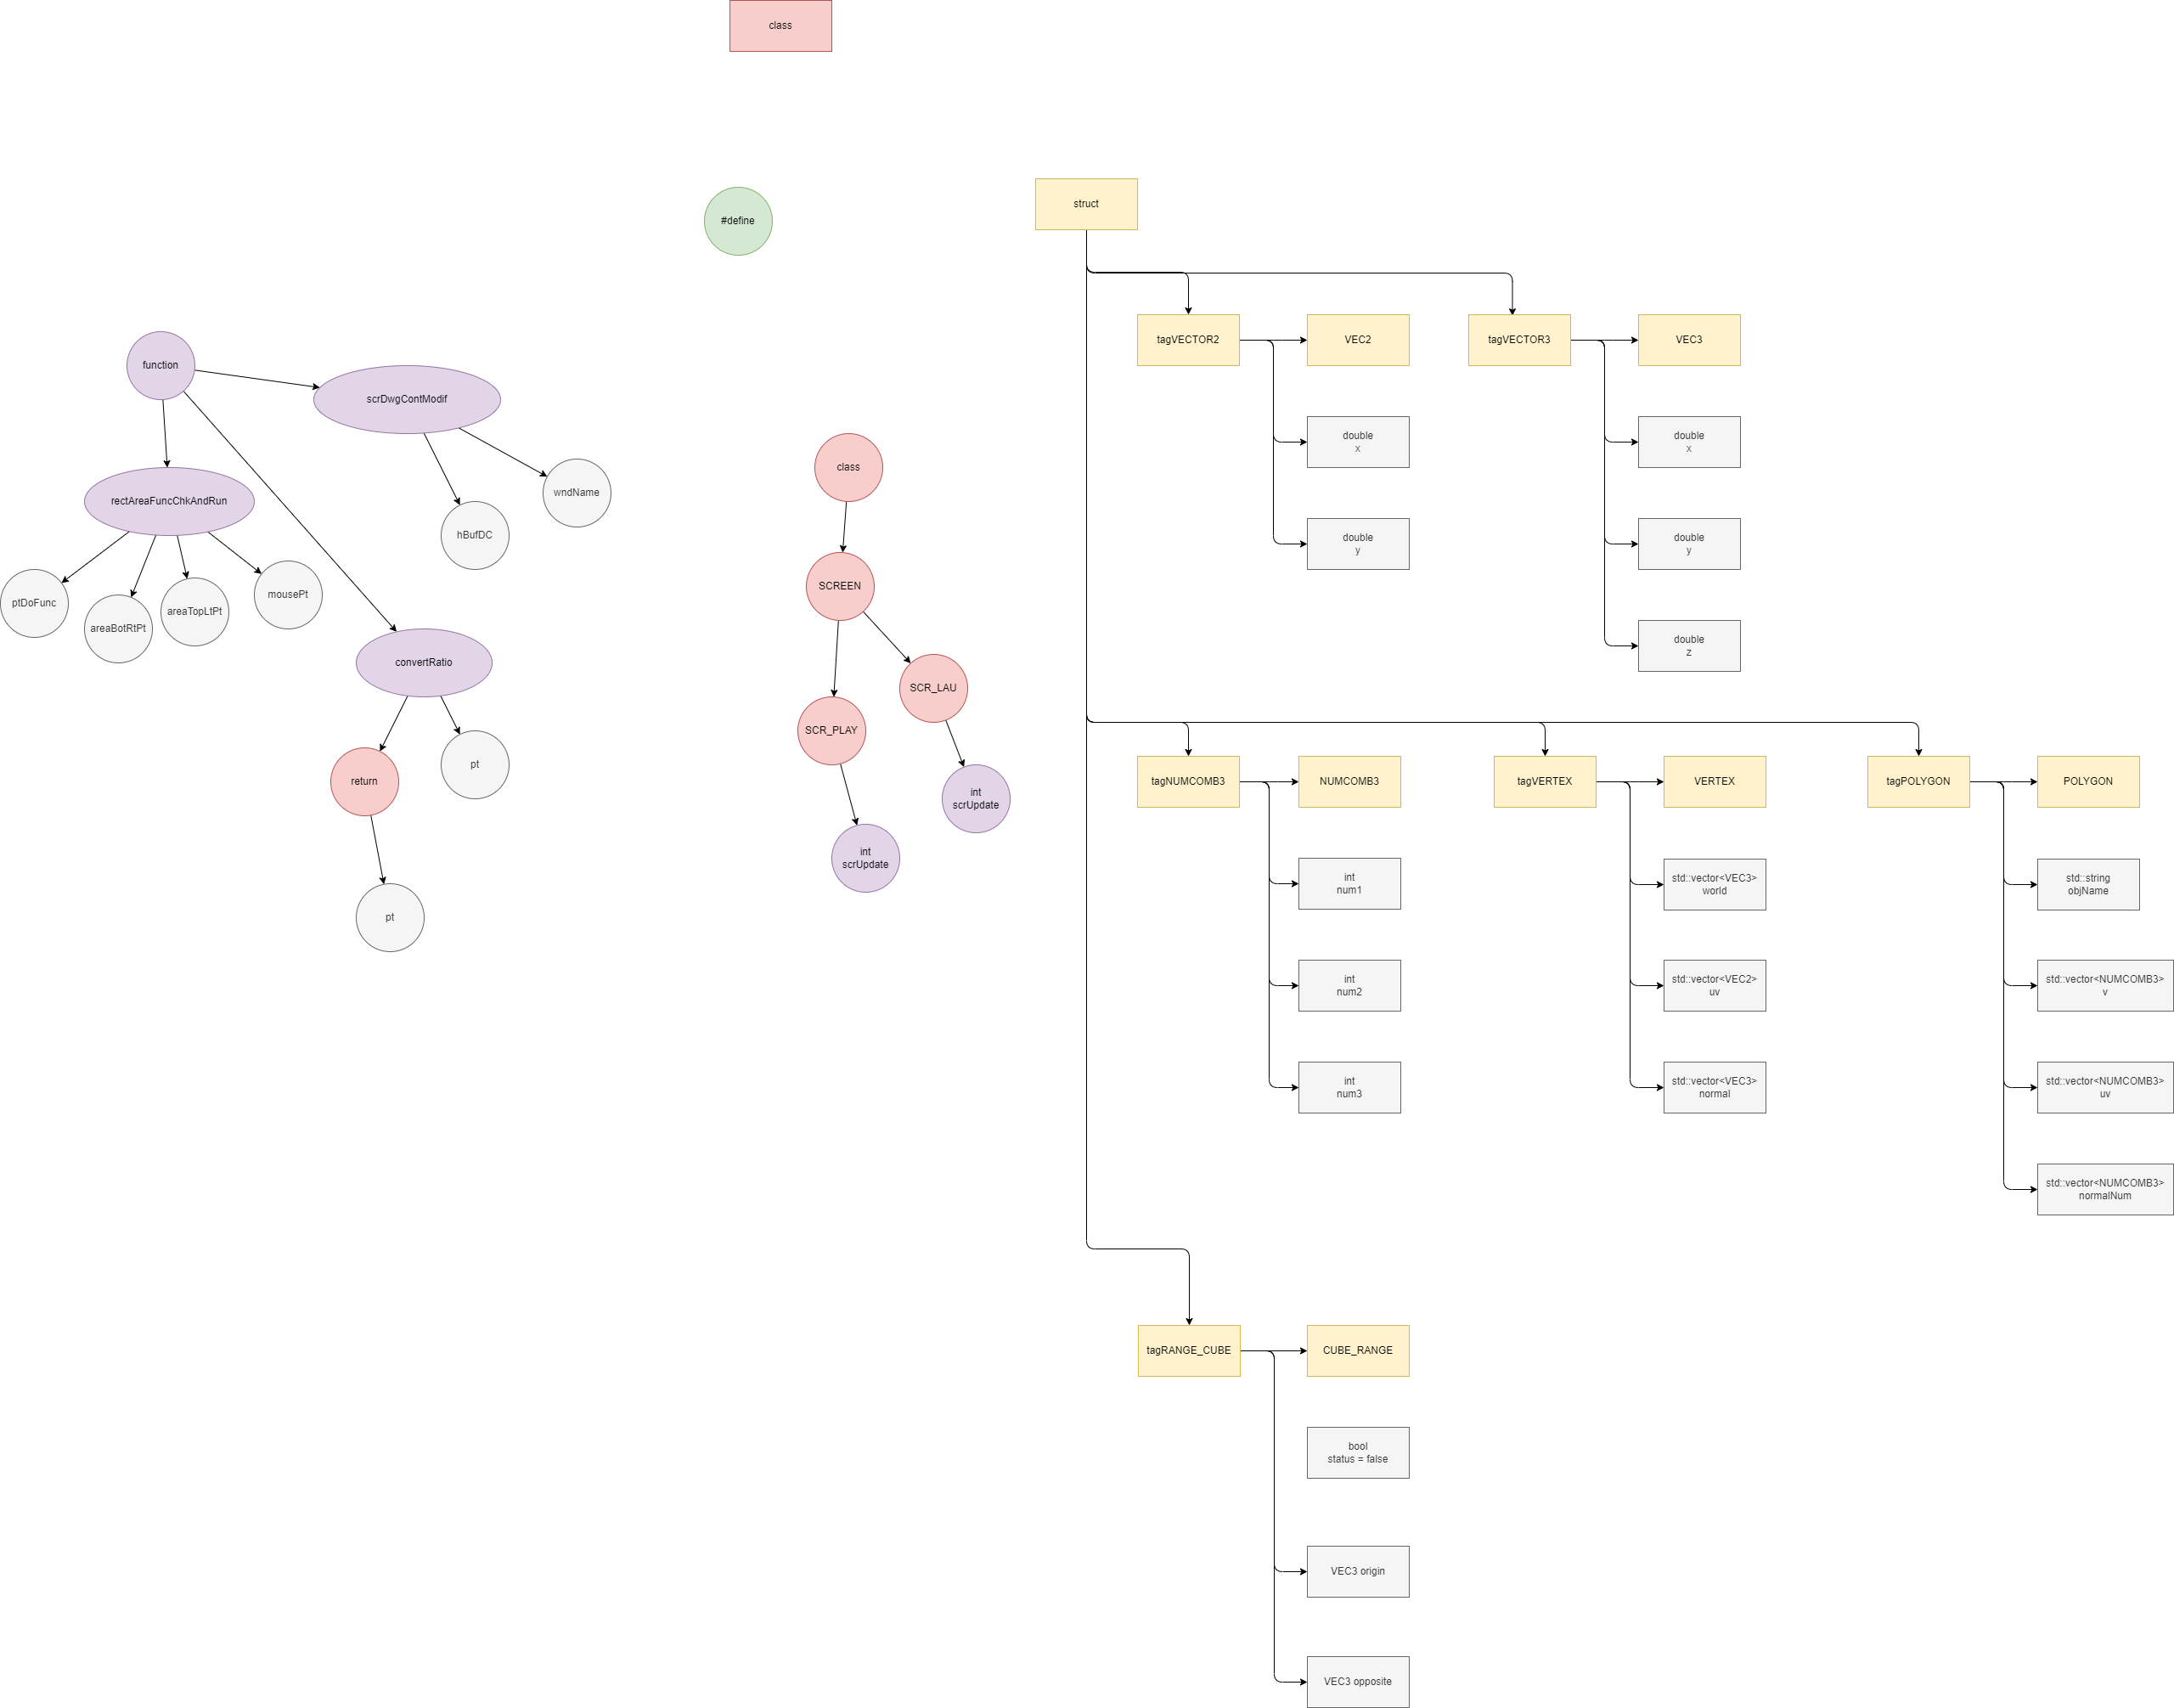 class
#define
struct
tagVECTOR2
VEC2
tagVECTOR3
VEC3
double
x
double
x
double
y
double
y
double
z
function
scrDwgContModif
rectAreaFuncChkAndRun
hBufDC
wndName
ptDoFunc
areaBotRtPt
areaTopLtPt
mousePt
convertRatio
return
pt
pt
class
SCREEN
SCR_LAU
SCR_PLAY
int
scrUpdate
int
scrUpdate
tagNUMCOMB3
NUMCOMB3
tagVERTEX
VERTEX
tagPOLYGON
POLYGON
int
num1
std::vector<VEC3>
world
std::string
objName
int
num2
std::vector<VEC2>
uv
std::vector<NUMCOMB3>
v
int
num3
std::vector<VEC3>
normal
std::vector<NUMCOMB3>
uv
std::vector<NUMCOMB3>
normalNum
tagRANGE_CUBE
CUBE_RANGE
bool
status = false
VEC3 origin
VEC3 opposite